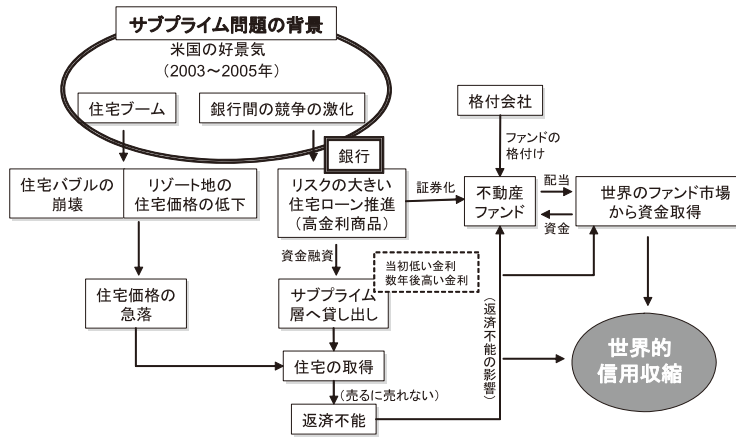 サブプライム問題の背景
米国の好景気
(2003〜2005年)
住宅ブーム
銀行間の競争の激化
格付会社
ファンドの
格付け
銀行
住宅バブルの
崩壊
リゾート地の
住宅価格の低下
リスクの大きい
住宅ローン推進
(高金利商品)
証券化
不動産
ファンド
配当
資金
世界のファンド市場
から資金取得
資金融資
当初低い金利
数年後高い金利
住宅価格の
急落
サブプライム
層へ貸し出し
(返済不能の影響)
世界的
信用収縮
住宅の取得
(売るに売れない)
返済不能